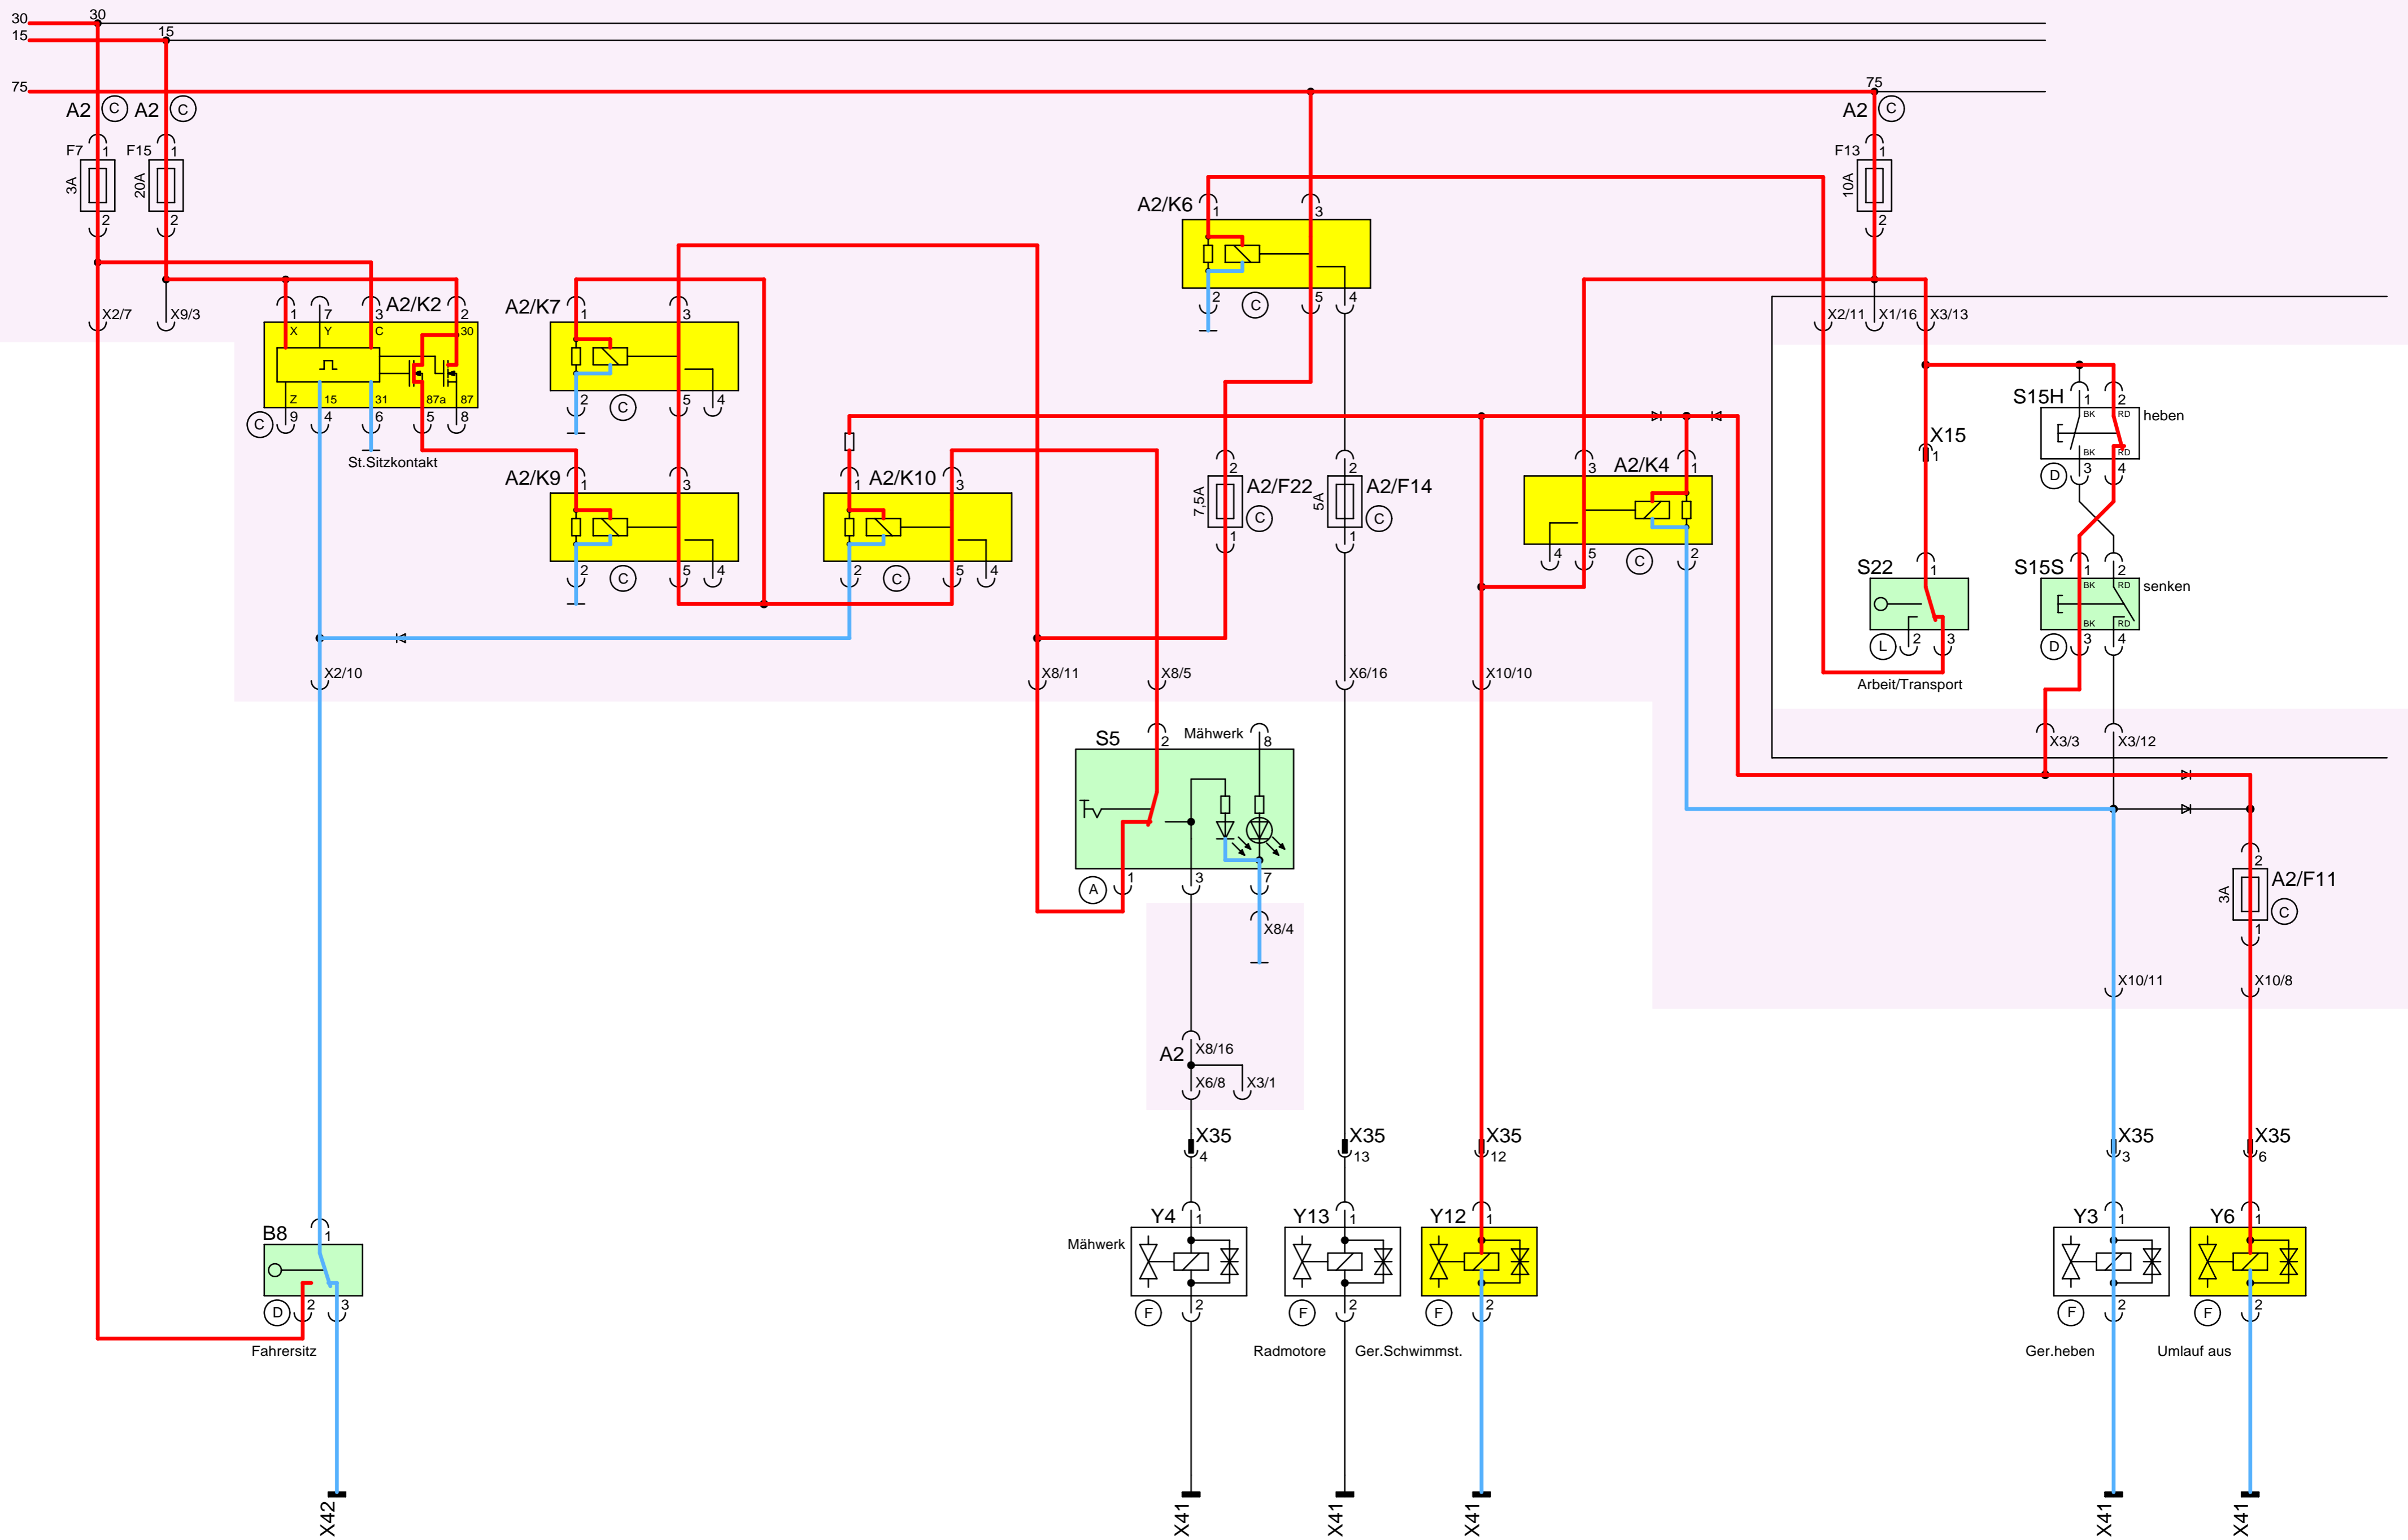 30 30
15 15
75 75
A2 C A2 C A2 C
F7 1 F15 1 F13 1
3A 20A 10A
2 2 2
A2/K6 1 3
2 C 5 4
X2/7 X9/3
A2/K2
1 7 3 2
X Y C 30
Z 15 31 87a 87
C 9 4 6 5 8
St.Sitzkontakt
A2/K7 1 3
2 C 5 4
A2/K9 1 3
2 C 5 4
A2/K10 1 3
2 C 5 4
2 A2/F22
7,5A C
1
2 A2/F14
5A C
1
A2/K4
3 1
4 5 C 2
X2/11 X1/16 X3/13
X15
1
S15H 1 2 heben
BK RD
BK RD
D 3 4
S22 1
L 2 3
Arbeit/Transport
S15S 1 2 senken
BK RD
BK RD
D 3 4
X2/10 X8/11 X8/5 X6/16 X10/10
X3/3 X3/12
S5 2 Mähwerk 8
A 1 3 7
X8/4
2 A2/F11
3A C
1
X10/11 X10/8
A2 X8/16
X6/8 X3/1
X35 X35 X35 X35 X35
4 13 12 3 6
B8 1
D 2 3
Fahrersitz
Y4 1 Y13 1 Y12 1 Y3 1 Y6 1
Mähwerk
F 2 F 2 F 2 F 2 F 2
Radmotore Ger.Schwimmst. Ger.heben Umlauf aus
X42 X41 X41 X41 X41 X41